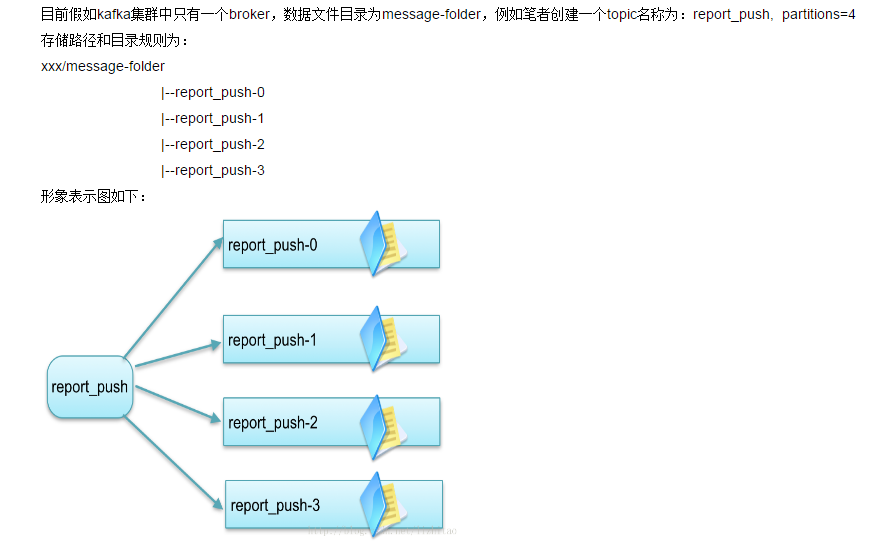 目前假如kafka集群中只有一个broker，数据文件目录为message-folder，例如笔者创建一个topic名称为：report_push, partitions=4
存储路径和目录规则为：
xxx/message-folder
|--report_push-0
|--report_push-1
|--report_push-2
|--report_push-3
形象表示图如下：
report_push-0
report_push-1
report_push
report_push-2
report_push-3